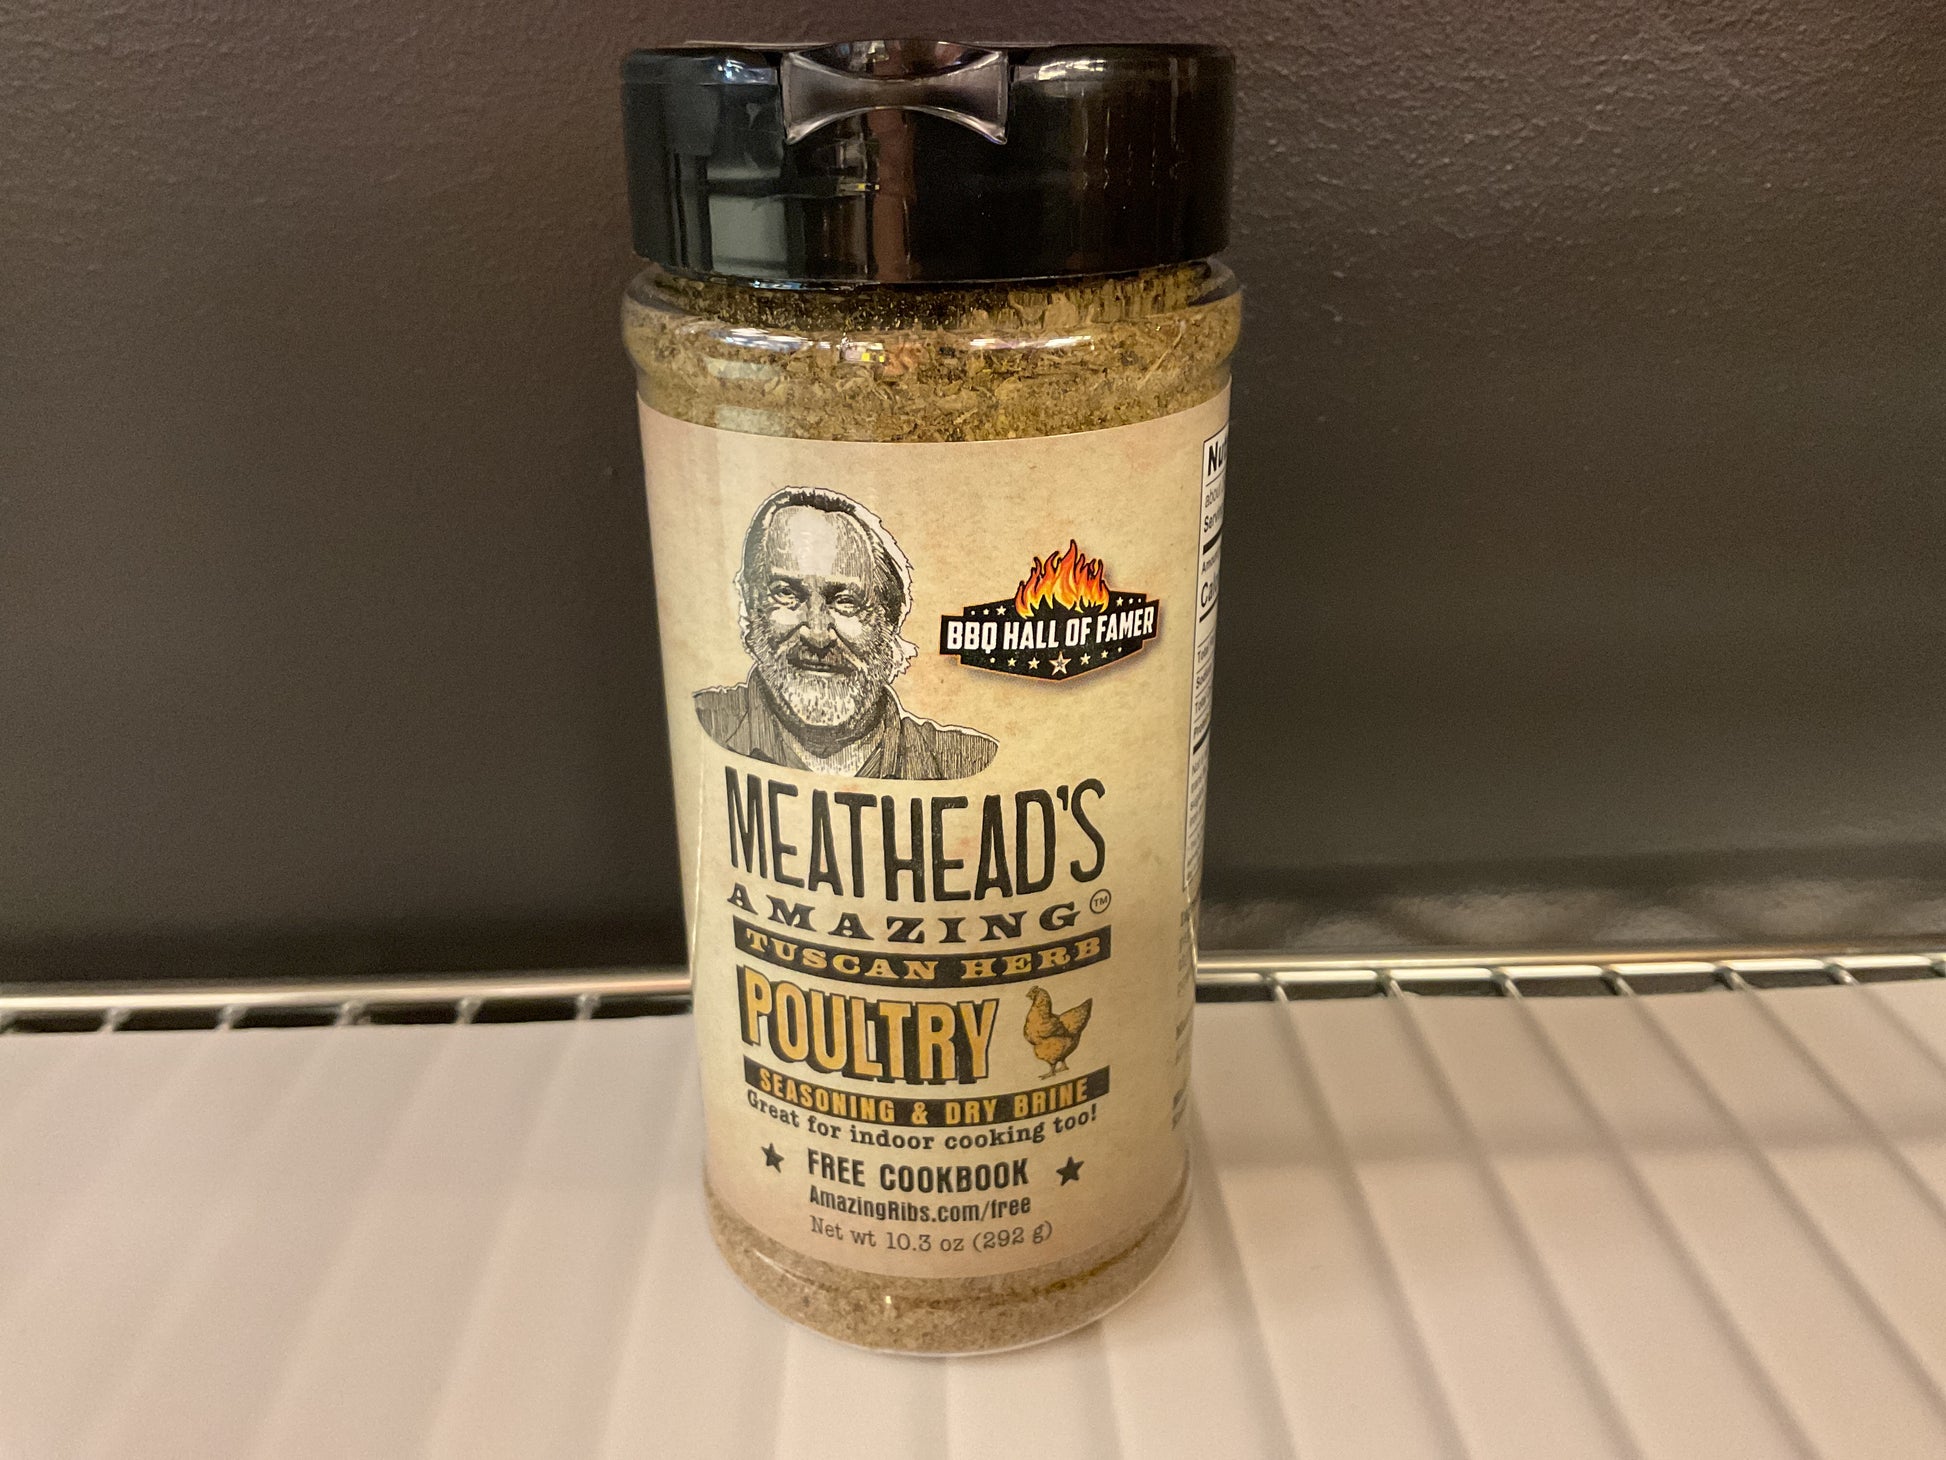 BBQ HALL OF FAMER
MEATHEAD'S
AMAZING™
TUSCAN HERB
POULTRY
SEASONING & DRY BRINE
Great for indoor cooking too!
FREE COOKBOOK
AmazingRibs.com/free
Net wt 10.3 oz (292 g)